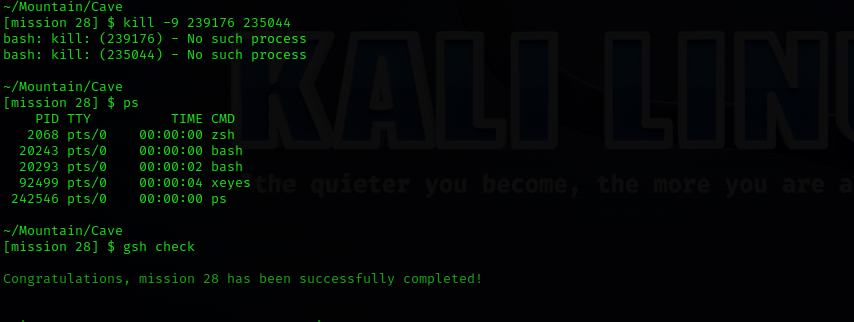 ~/Mountain/Cave
[mission 28] $ kill -9 239176 235044
bash: kill: (239176) - No such process
bash: kill: (235044) - No such process
~/Mountain/Cave
[mission 28] $ ps
PID TTY TIME CMD
2068 pts/0 00:00:00 zsh
20243 pts/0 00:00:00 bash
20293 pts/0 00:00:02 bash
92499 pts/0 00:00:04 xeyes
242546 pts/0 00:00:00 ps
KALI LINU
the quieter you become, the more you are a
~/Mountain/Cave
[mission 28] $ gsh check
Congratulations, mission 28 has been successfully completed!